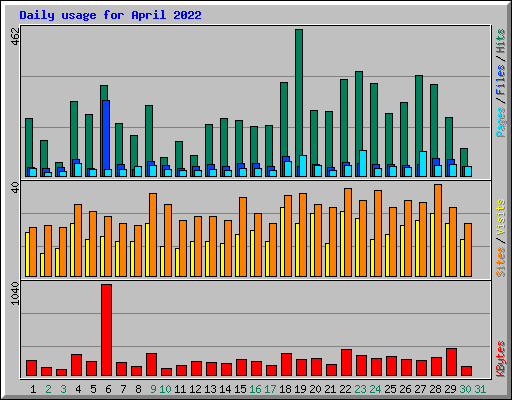 Daily usage for April 2022
462
Pages / Files / Hits
40
Sites / Visits
1040
KBytes
1 2 3 4 5 6 7 8 9 10 11 12 13 14 15 16 17 18 19 20 21 22 23 24 25 26 27 28 29 30 31